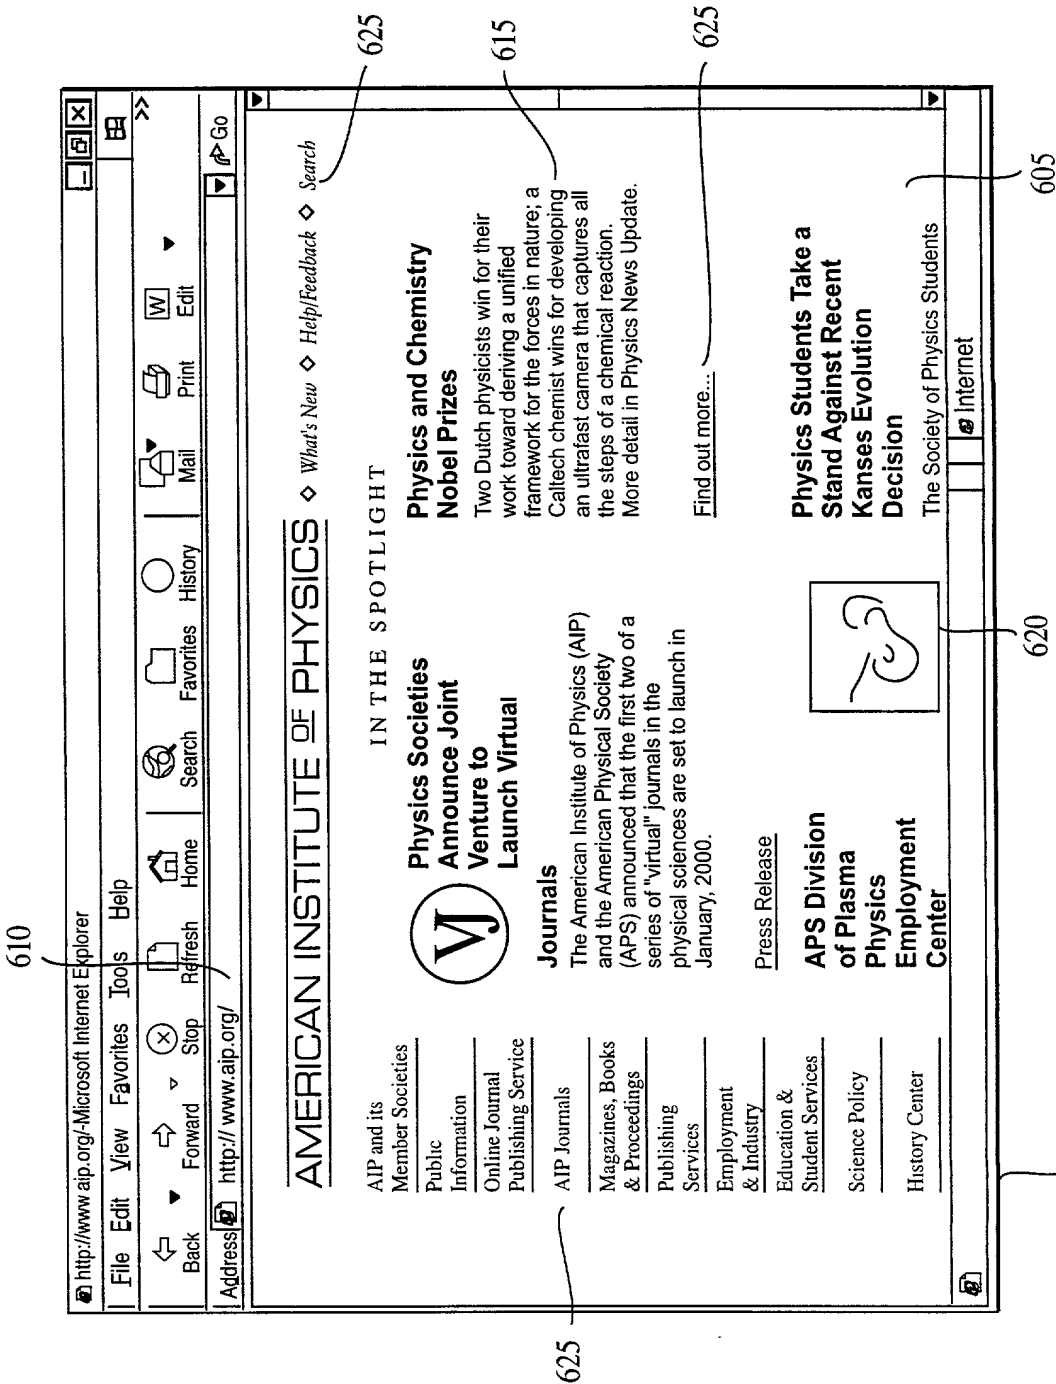 610
http://www aip.org/-Microsoft Internet Explorer
File Edit View Favorites Tools Help
Back Forward Stop Refresh Home Search Favorites History Mail Print Edit
W
>>
Address http:// www.aip.org/ Go
AMERICAN INSTITUTE OF PHYSICS ◇ What's New ◇ Help/Feedback ◇ Search
625
IN THE SPOTLIGHT
AIP and its
Member Societies
Public
Information
Online Journal
Publishing Service
AIP Journals
625
Magazines, Books
& Proceedings
Publishing
Services
Employment
& Industry
Education &
Student Services
Science Policy
History Center
VJ
Physics Societies
Announce Joint
Venture to
Launch Virtual
Journals
The American Institute of Physics (AIP)
and the American Physical Society
(APS) announced that the first two of a
series of "virtual" journals in the
physical sciences are set to launch in
January, 2000.
Press Release
APS Division
of Plasma
Physics
Employment
Center
620
Physics and Chemistry
Nobel Prizes
Two Dutch physicists win for their
work toward deriving a unified
framework for the forces in nature; a
Caltech chemist wins for developing
an ultrafast camera that captures all
the steps of a chemical reaction.
More detail in Physics News Update.
615
Find out more...
625
Physics Students Take a
Stand Against Recent
Kanses Evolution
Decision
The Society of Physics Students
605
Internet